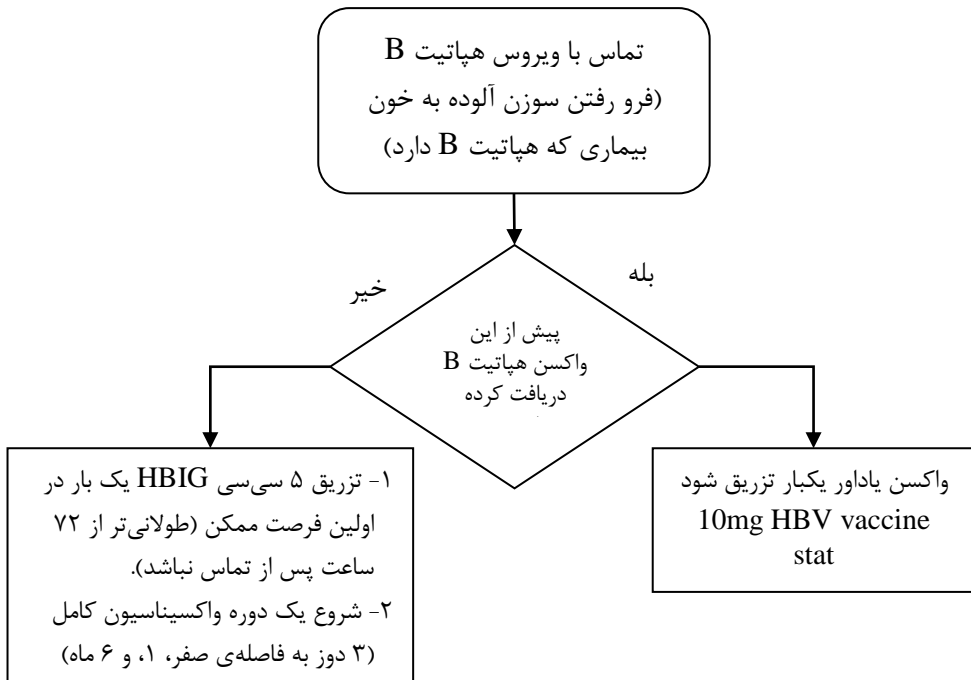 تماس با ویروس هپاتیت B
(فرو رفتن سوزن آلوده به خون
بیماری که هپاتیت B دارد)
بله
خیر
پیش از این
واکسن هپاتیت B
دریافت کرده
واکسن یاداور یکبار تزریق شود
10mg HBV vaccine
stat
۱- تزریق ۵ سی‌سی HBIG یک بار در
اولین فرصت ممکن (طولانی‌تر از ۷۲
ساعت پس از تماس نباشد).
۲- شروع یک دوره واکسیناسیون کامل
(۳ دوز به فاصله‌ی صفر، ۱، و ۶ ماه)